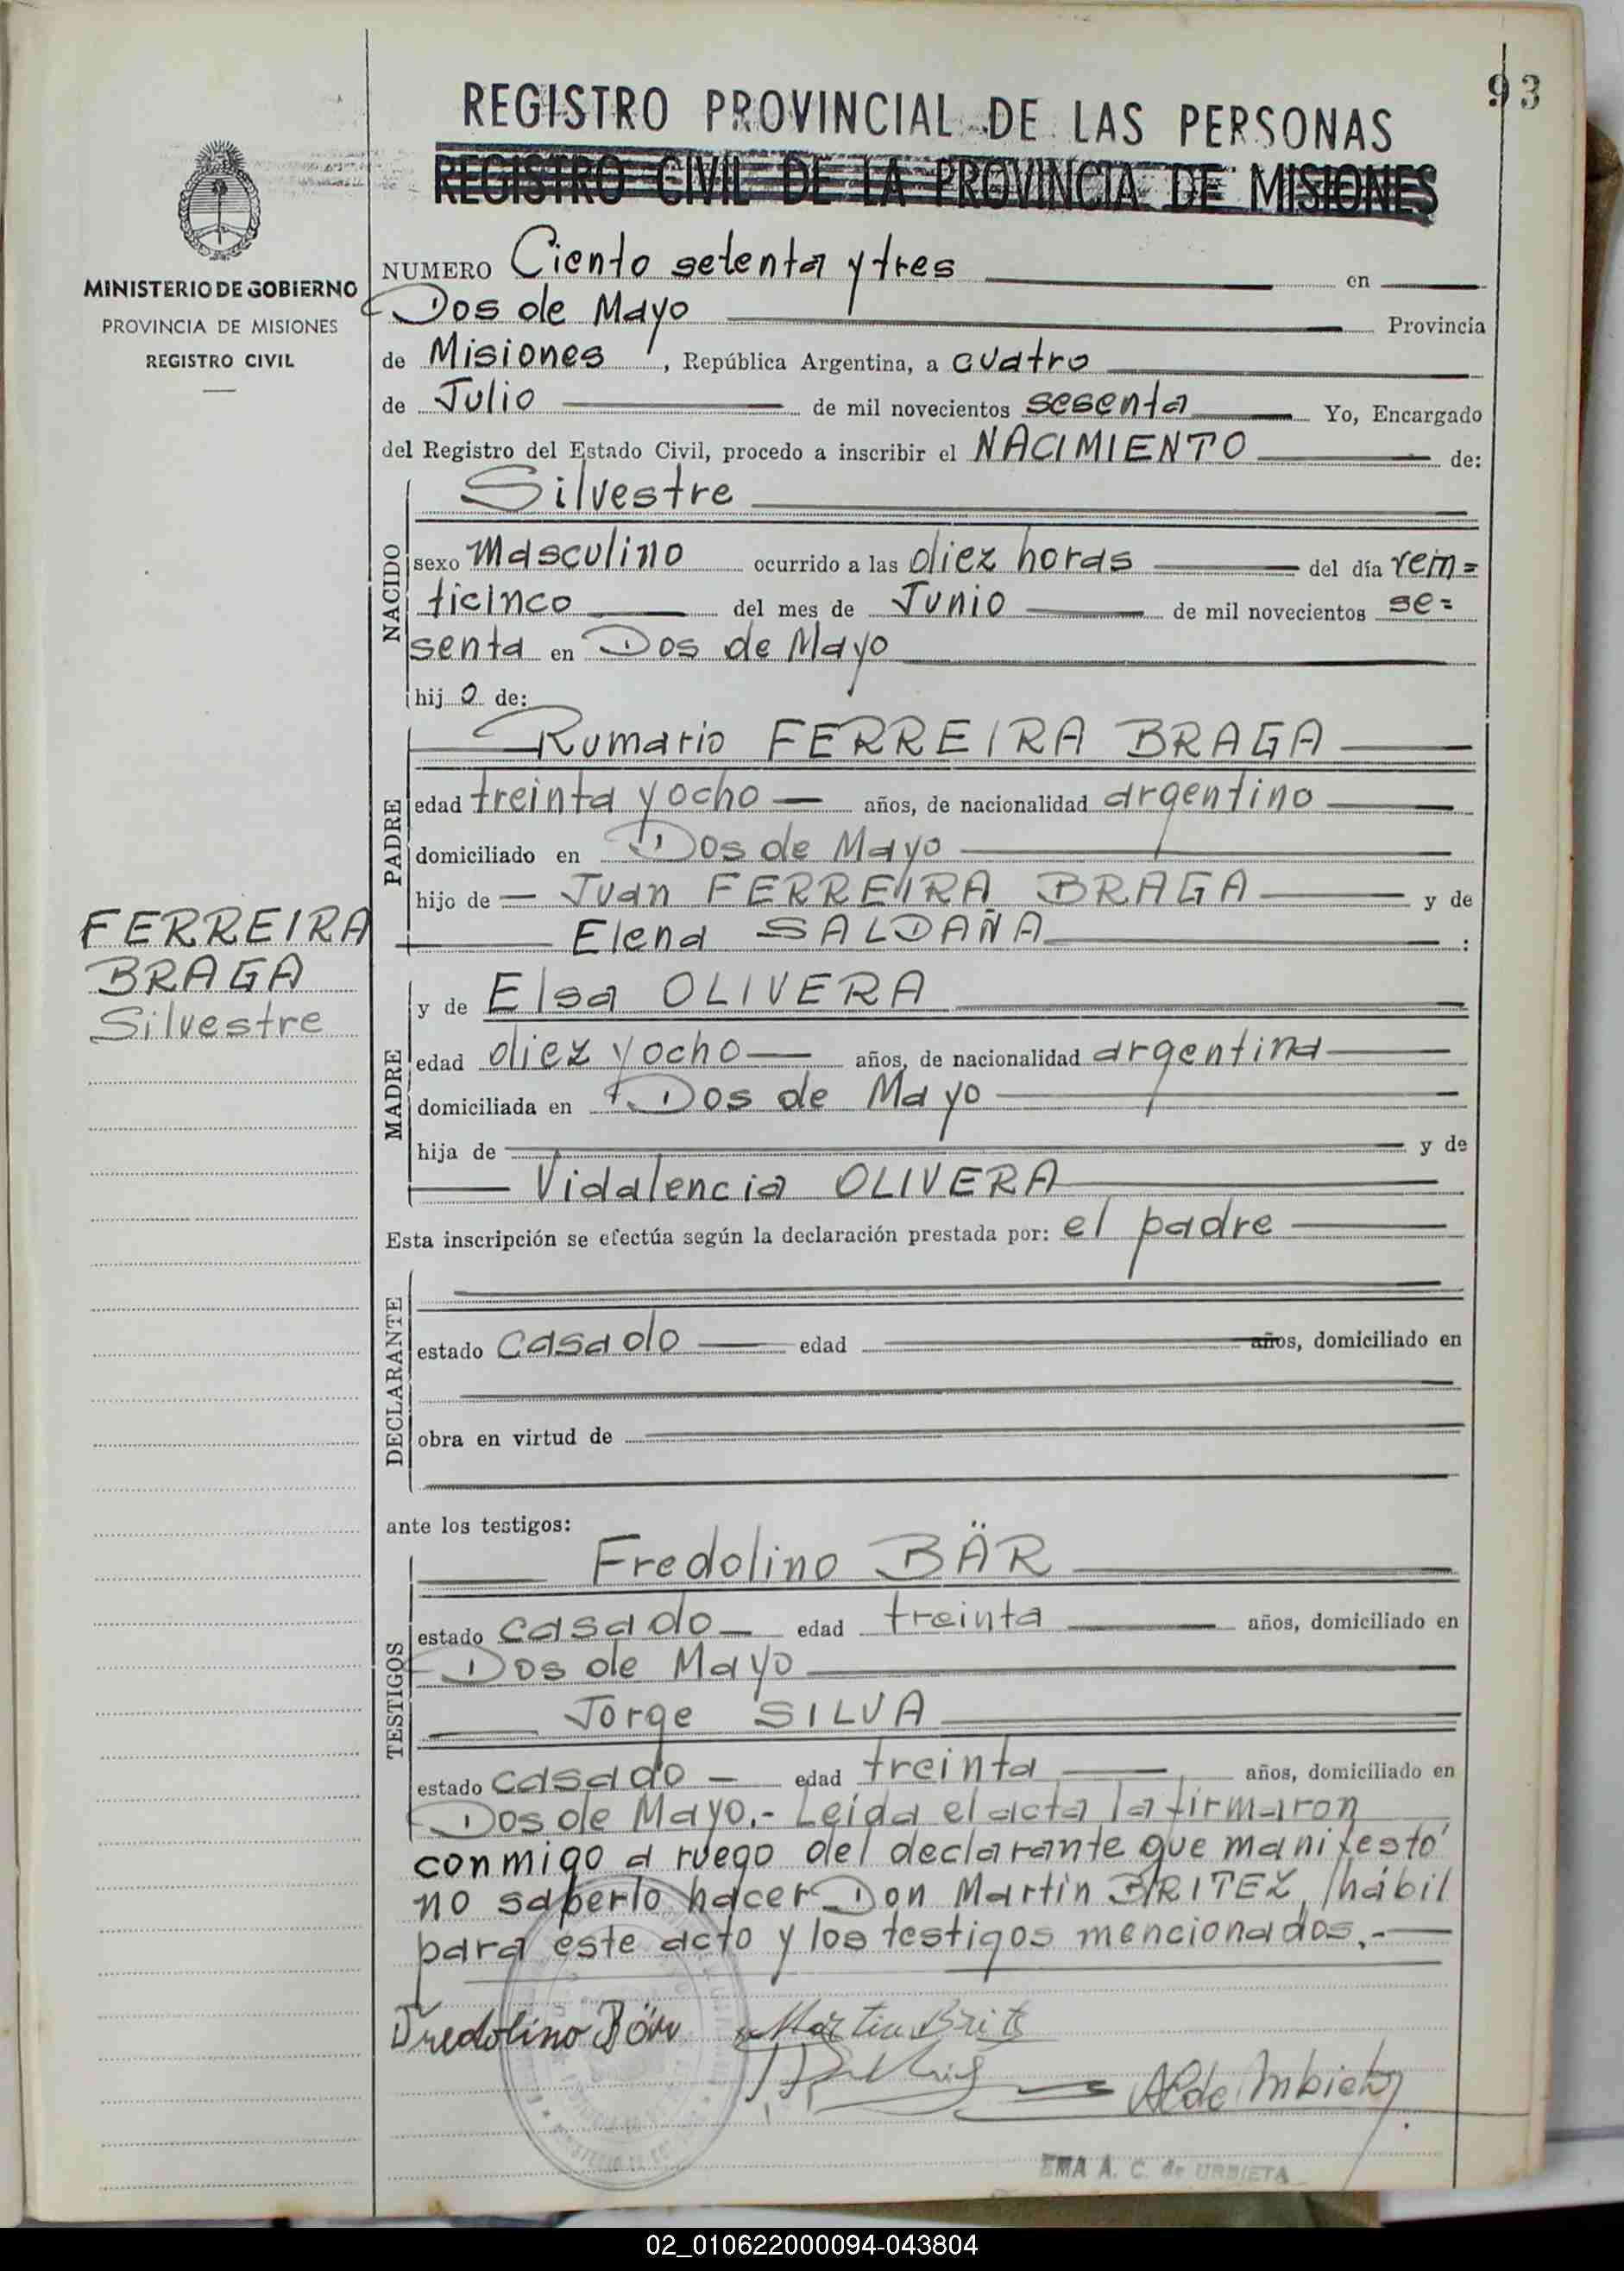 93
REGISTRO PROVINCIAL DE LAS PERSONAS
REGISTRO CIVIL DE LA PROVINCIA DE MISIONES
MINISTERIO DE GOBIERNO
PROVINCIA DE MISIONES
REGISTRO CIVIL
NUMERO Ciento setenta y tres en
Dos de Mayo Provincia
de Misiones, República Argentina, a cuatro
de Julio de mil novecientos sesenta Yo, Encargado
del Registro del Estado Civil, procedo a inscribir el NACIMIENTO de:
NACIDO
Silvestre
sexo Masculino ocurrido a las diez horas del día vein=
ticinco del mes de Junio de mil novecientos se=
senta en Dos de Mayo
hijo de:
PADRE
Rumario FERREIRA BRAGA
edad treinta y ocho años, de nacionalidad argentino
domiciliado en Dos de Mayo
hijo de Juan FERREIRA BRAGA y de
Elena SALDAÑA :
FERREIRA
BRAGA
Silvestre
MADRE
y de Elsa OLIVERA
edad diez y ocho años, de nacionalidad argentina
domiciliada en Dos de Mayo
hija de y de
Vidalencia OLIVERA
Esta inscripción se efectúa según la declaración prestada por: el padre
DECLARANTE
estado casado edad años, domiciliado en
obra en virtud de
ante los testigos:
TESTIGOS
Fredolino BÄR
estado casado edad treinta años, domiciliado en
Dos de Mayo
Jorge SILVA
estado casado edad treinta años, domiciliado en
Dos de Mayo.- Leída el acta la firmaron
conmigo a ruego del declarante que manifestó
no saberlo hacer Don Martín BRITEZ, hábil
para este acto y los testigos mencionados.-
Fredolino Bär Martin Brits
EMA A. C. de URBIETA
02_010622000094-043804